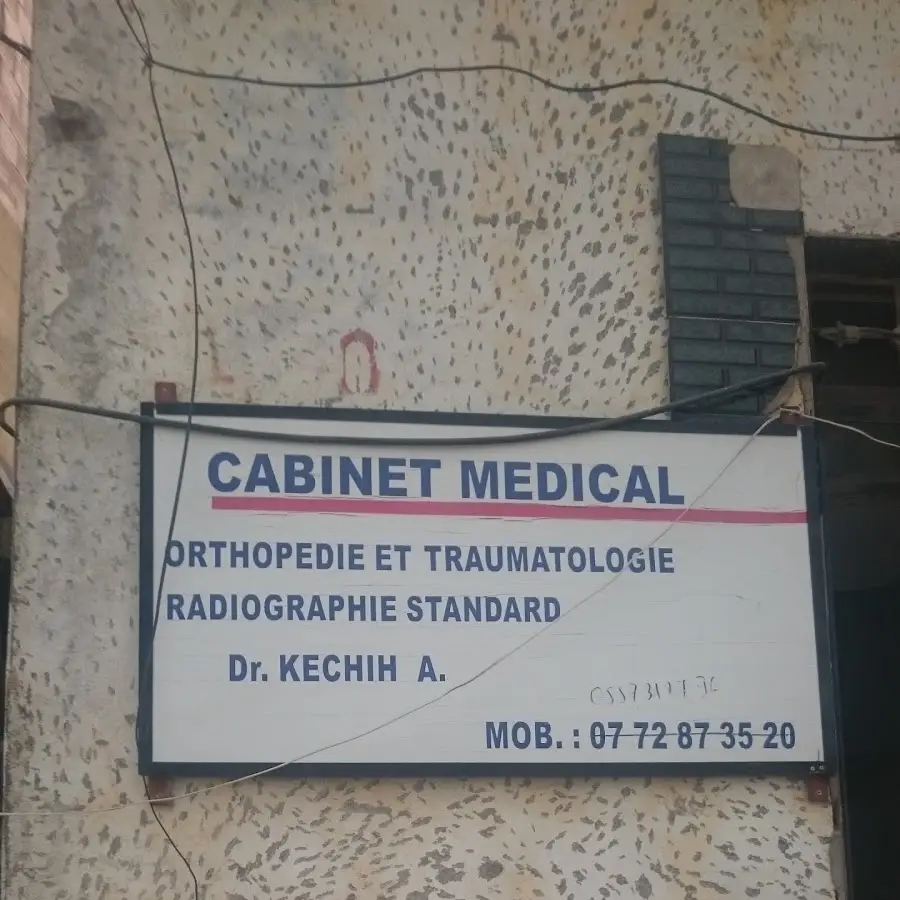 CABINET MEDICAL
ORTHOPEDIE ET TRAUMATOLOGIE
RADIOGRAPHIE STANDARD
Dr. KECHIH A.
MOB. : 07 72 87 35 20